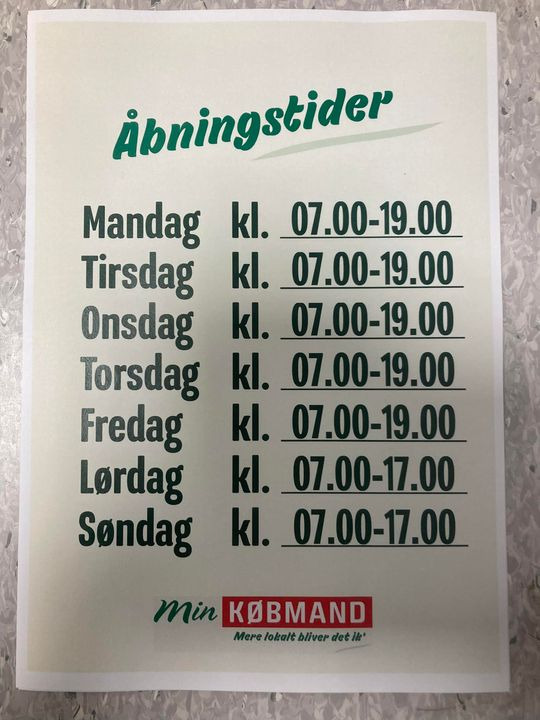 Åbningstider
Mandag kl. 07.00-19.00
Tirsdag kl. 07.00-19.00
Onsdag kl. 07.00-19.00
Torsdag kl. 07.00-19.00
Fredag kl. 07.00-19.00
Lørdag kl. 07.00-17.00
Søndag kl. 07.00-17.00
Min KØBMAND
Mere lokalt bliver det ik'